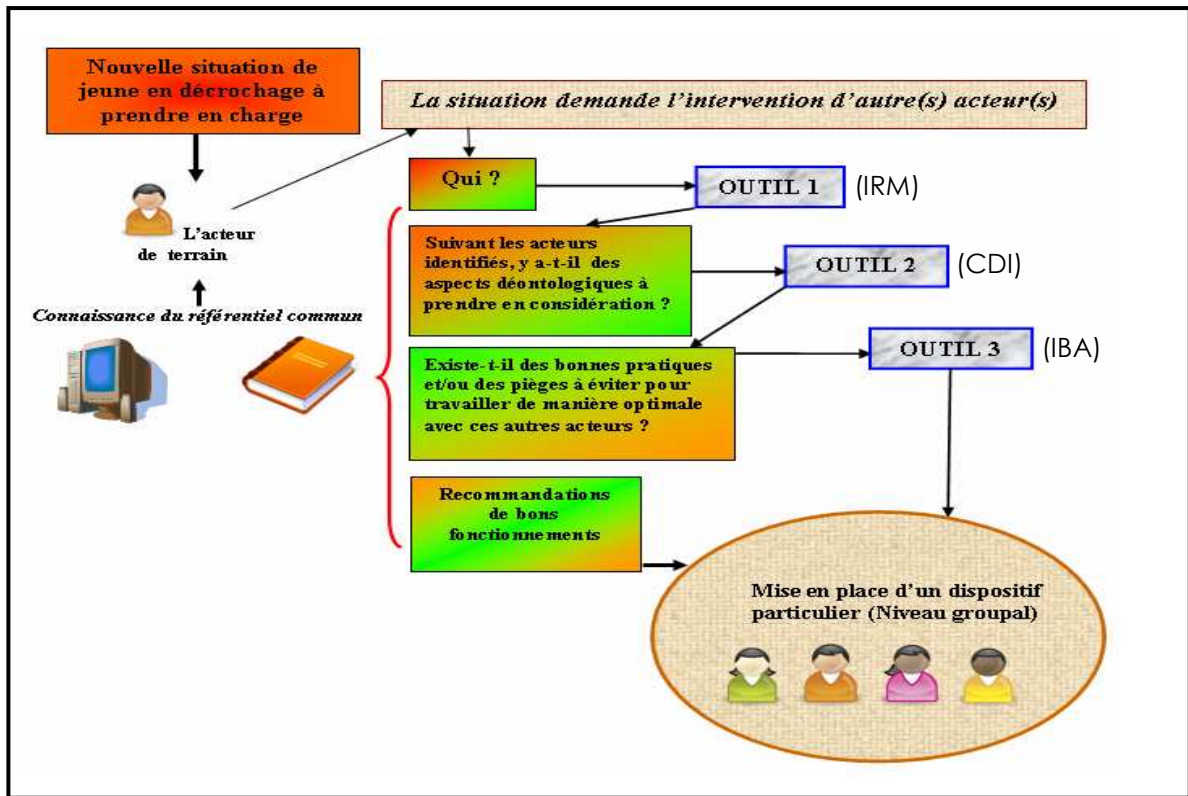 Nouvelle situation de
jeune en décrochage à
prendre en charge
La situation demande l'intervention d'autre(s) acteur(s)
Qui ?
OUTIL 1
(IRM)
L'acteur
de terrain
Suivant les acteurs
identifiés, y a-t-il des
aspects déontologiques à
prendre en considération ?
OUTIL 2
(CDI)
Connaissance du référentiel commun
Existe-t-il des bonnes pratiques
et/ou des pièges à éviter pour
travailler de manière optimale
avec ces autres acteurs ?
OUTIL 3
(IBA)
Recommandations
de bons
fonctionnements
Mise en place d'un dispositif
particulier (Niveau groupal)